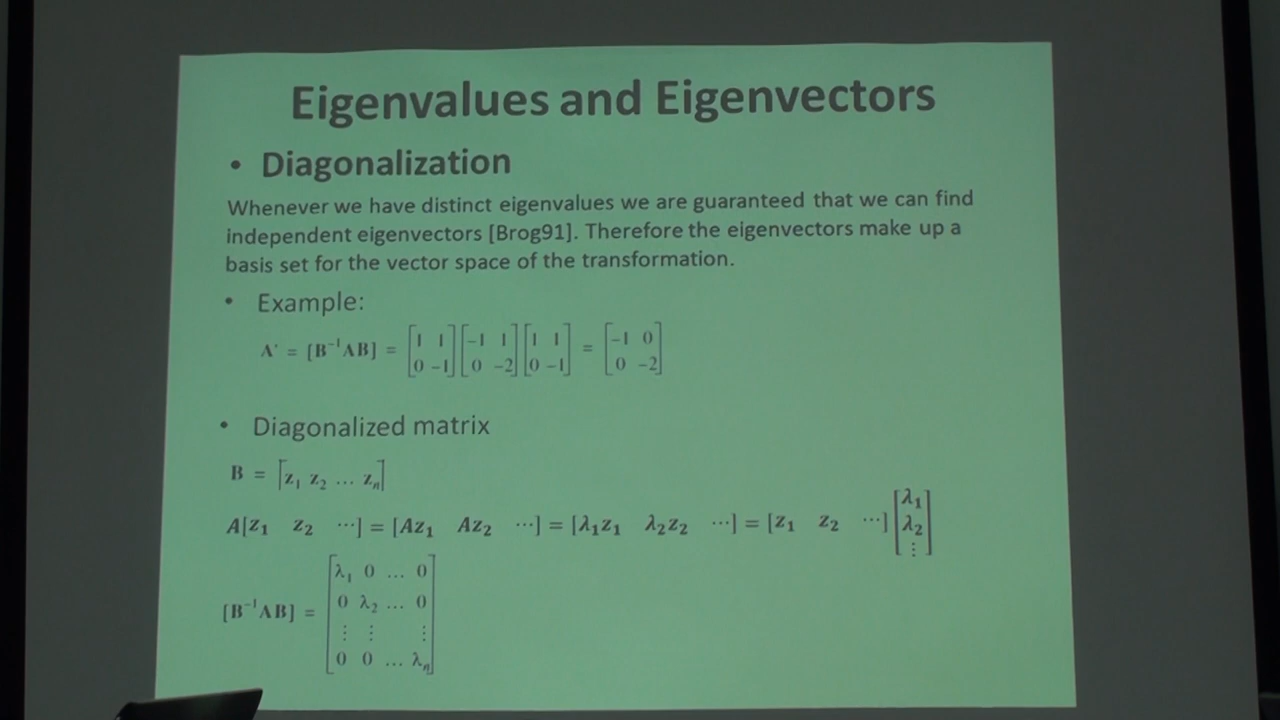 Eigenvalues and Eigenvectors
• Diagonalization
Whenever we have distinct eigenvalues we are guaranteed that we can find
independent eigenvectors [Brog91]. Therefore the eigenvectors make up a
basis set for the vector space of the transformation.
• Example:
A' = [B⁻¹AB] = [1 1; 0 −1] [−1 1; 0 −2] [1 1; 0 −1] = [−1 0; 0 −2]
• Diagonalized matrix
B = [z₁ z₂ ... zₙ]
A[z₁ z₂ ⋯] = [Az₁ Az₂ ⋯] = [λ₁z₁ λ₂z₂ ⋯] = [z₁ z₂ ⋯] [λ₁; λ₂; ⋮]
[B⁻¹AB] = [λ₁ 0 ... 0; 0 λ₂ ... 0; ⋮ ⋮ ⋮; 0 0 ... λₙ]